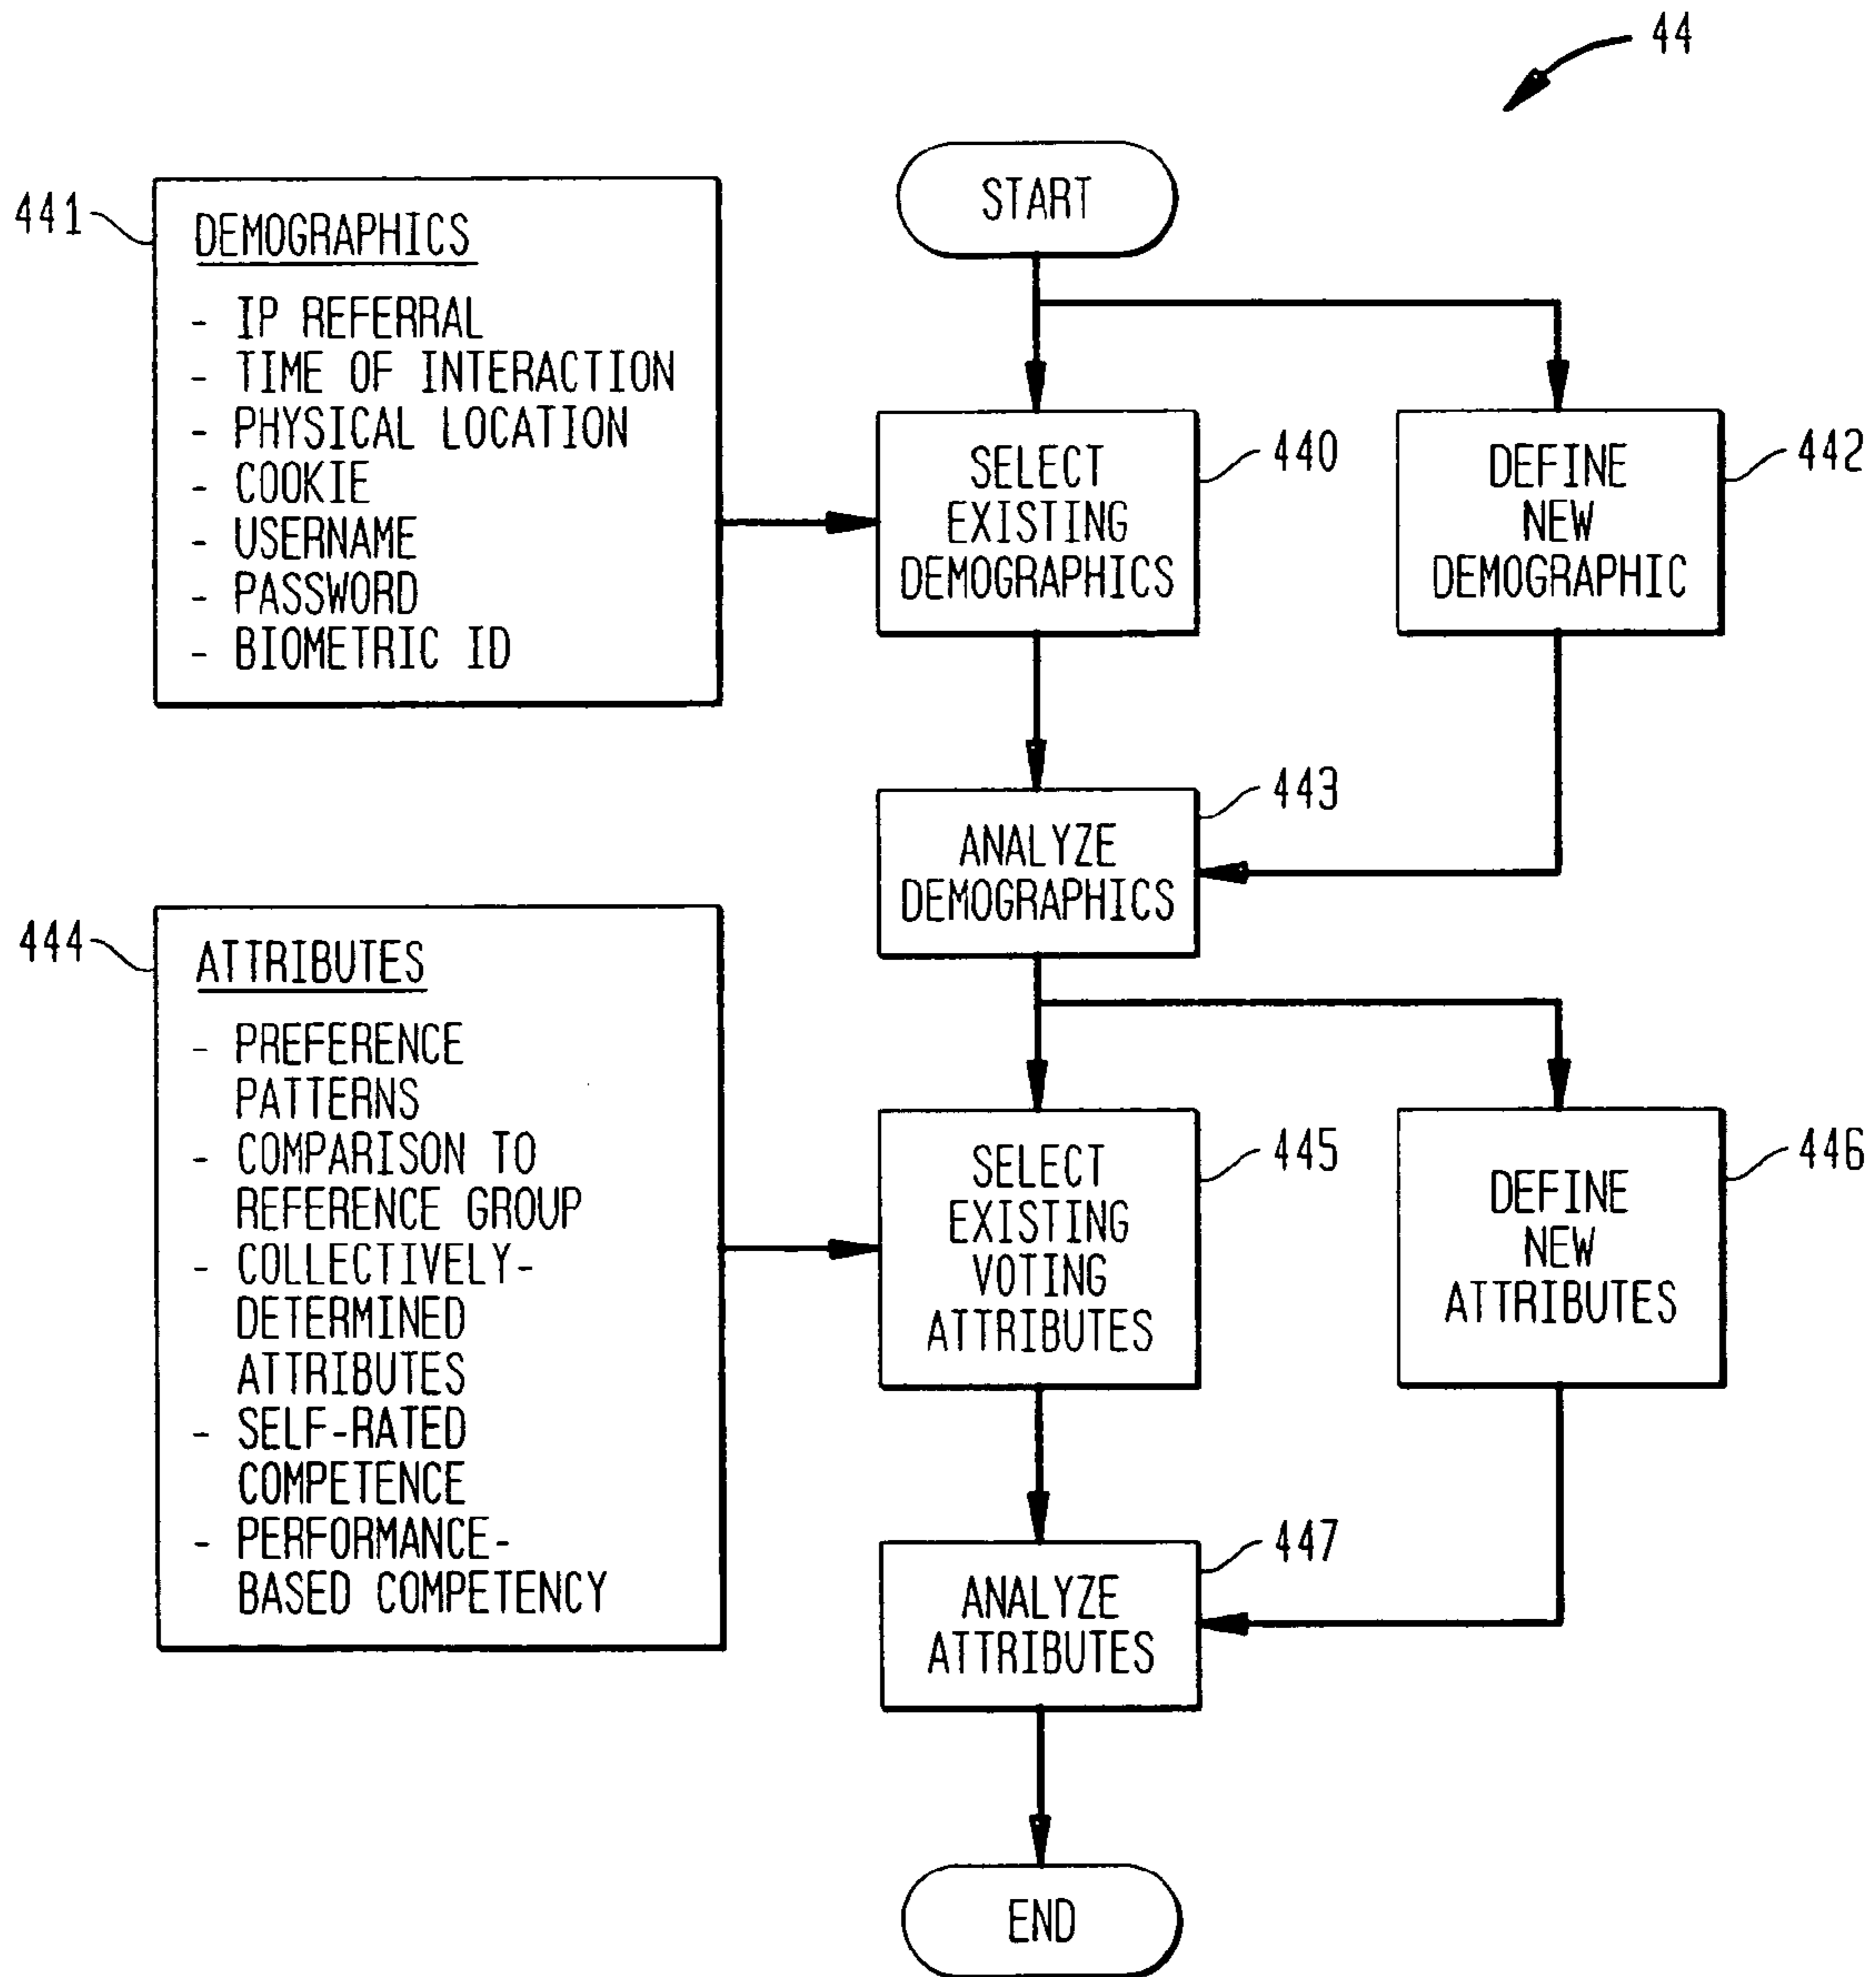 44
START
441
DEMOGRAPHICS
- IP REFERRAL
- TIME OF INTERACTION
- PHYSICAL LOCATION
- COOKIE
- USERNAME
- PASSWORD
- BIOMETRIC ID
SELECT
EXISTING
DEMOGRAPHICS
440
DEFINE
NEW
DEMOGRAPHIC
442
443
ANALYZE
DEMOGRAPHICS
444
ATTRIBUTES
- PREFERENCE
PATTERNS
- COMPARISON TO
REFERENCE GROUP
- COLLECTIVELY-
DETERMINED
ATTRIBUTES
- SELF-RATED
COMPETENCE
- PERFORMANCE-
BASED COMPETENCY
SELECT
EXISTING
VOTING
ATTRIBUTES
445
DEFINE
NEW
ATTRIBUTES
446
447
ANALYZE
ATTRIBUTES
END